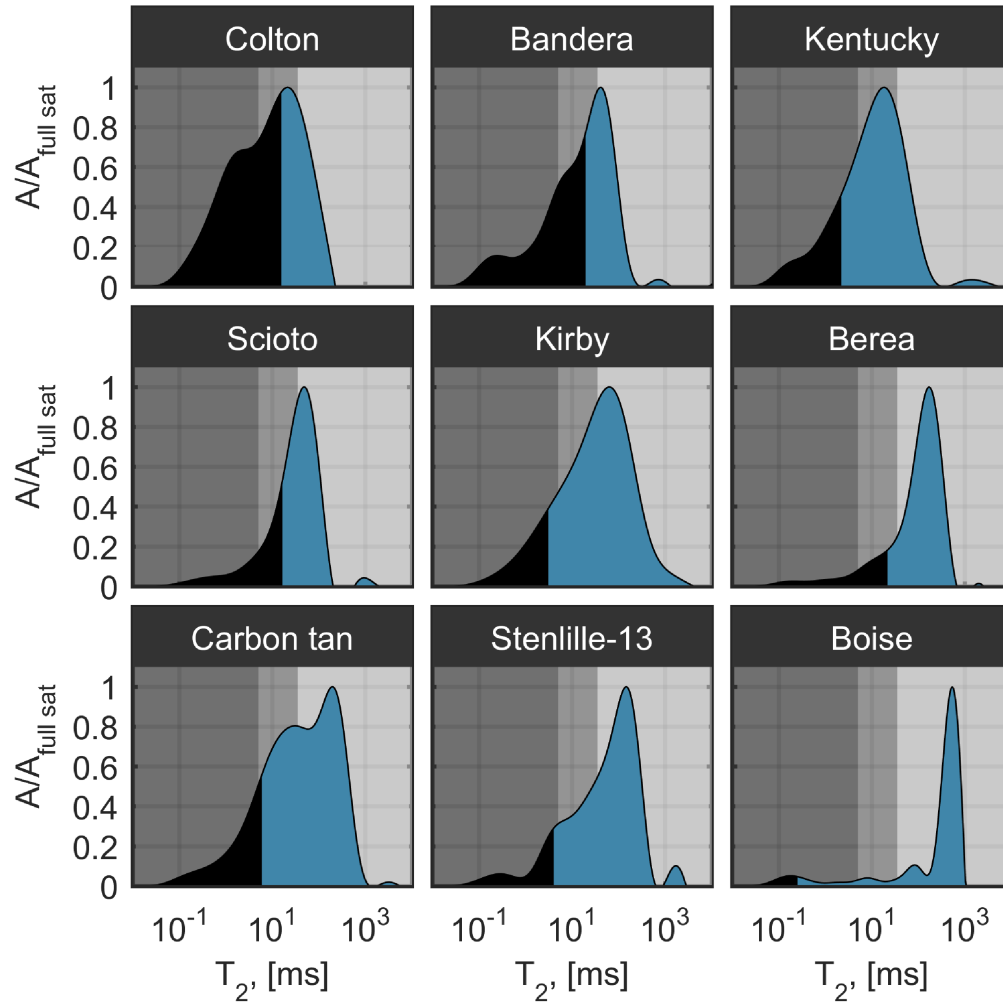 Colton Bandera Kentucky
A/A_full sat
1
0.8
0.6
0.4
0.2
0
Scioto Kirby Berea
A/A_full sat
1
0.8
0.6
0.4
0.2
0
Carbon tan Stenlille-13 Boise
A/A_full sat
1
0.8
0.6
0.4
0.2
0
10^-1 10^1 10^3 10^-1 10^1 10^3 10^-1 10^1 10^3
T_2, [ms] T_2, [ms] T_2, [ms]